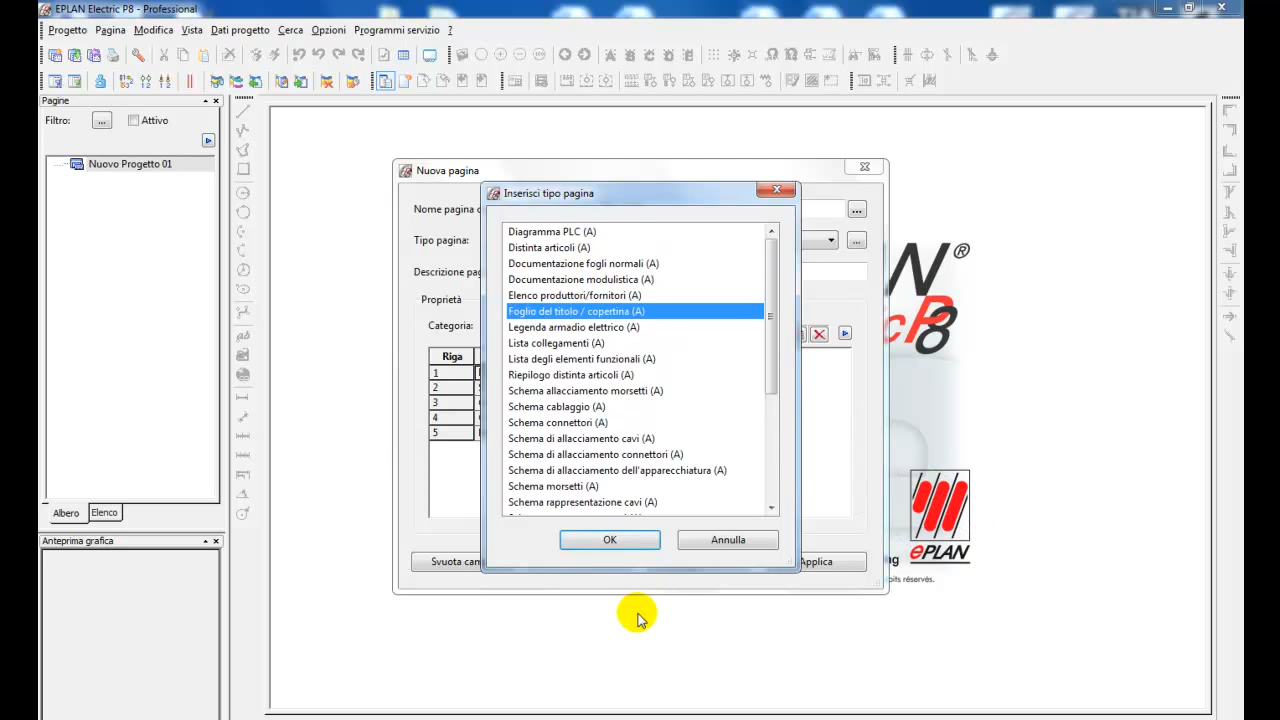 EPLAN Electric P8 - Professional
Progetto Pagina Modifica Vista Dati progetto Cerca Opzioni Programmi servizio ?
Pagine
Filtro: ... Attivo
Nuovo Progetto 01
Albero Elenco
Anteprima grafica
Nuova pagina
Nome pagina c
...
Tipo pagina:
...
Descrizione pag
Proprietà
Categoria:
Riga
1
2
3
4
5
Svuota can
Applica
Inserisci tipo pagina
Diagramma PLC (A)
Distinta articoli (A)
Documentazione fogli normali (A)
Documentazione modulistica (A)
Elenco produttori/fornitori (A)
Foglio del titolo / copertina (A)
Legenda armadio elettrico (A)
Lista collegamenti (A)
Lista degli elementi funzionali (A)
Riepilogo distinta articoli (A)
Schema allacciamento morsetti (A)
Schema cablaggio (A)
Schema connettori (A)
Schema di allacciamento cavi (A)
Schema di allacciamento connettori (A)
Schema di allacciamento dell'apparecchiatura (A)
Schema morsetti (A)
Schema rappresentazione cavi (A)
OK Annulla
N®
cP8
ePLAN
ng
oits réservés.